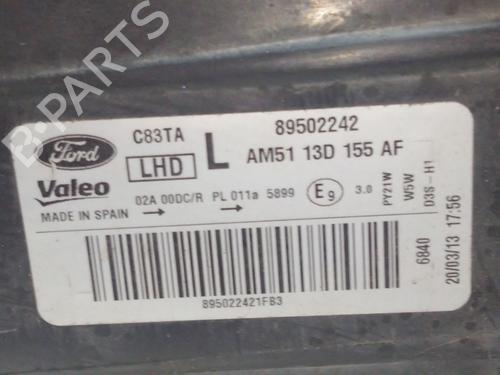 B-Parts
Ford
C83TA
89502242
LHD L AM51 13D 155 AF
Valeo
02A 00DC/R PL 011a 5899 E9 3.0
PY21W
W5W
D3S-H1
MADE IN SPAIN
6840
20/03/13 17:56
895022421FB3